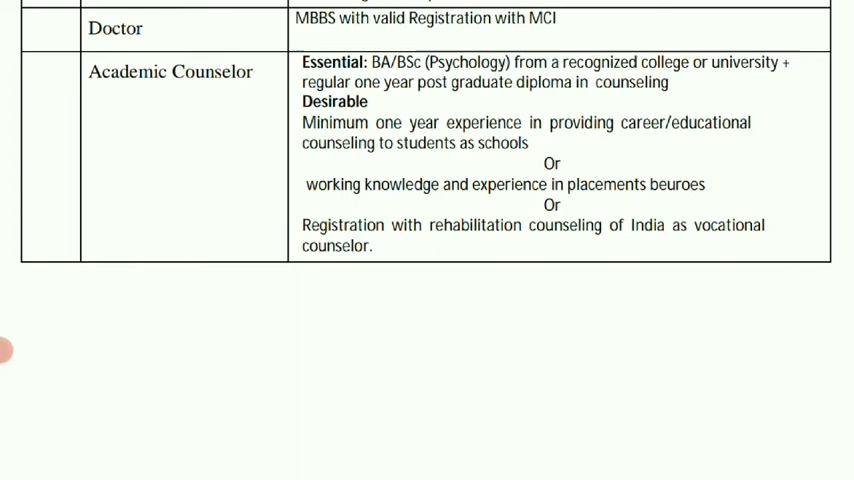 Doctor
MBBS with valid Registration with MCI
Academic Counselor
Essential: BA/BSc (Psychology) from a recognized college or university +
regular one year post graduate diploma in counseling
Desirable
Minimum one year experience in providing career/educational
counseling to students as schools
Or
working knowledge and experience in placements beuroes
Or
Registration with rehabilitation counseling of India as vocational
counselor.